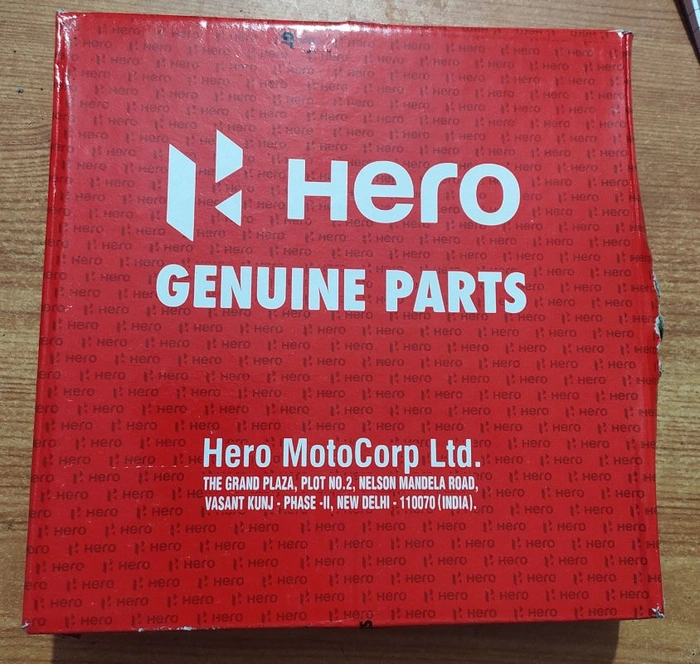 Hero
GENUINE PARTS
Hero MotoCorp Ltd.
THE GRAND PLAZA, PLOT NO.2, NELSON MANDELA ROAD,
VASANT KUNJ - PHASE -II, NEW DELHI - 110070 (INDIA).